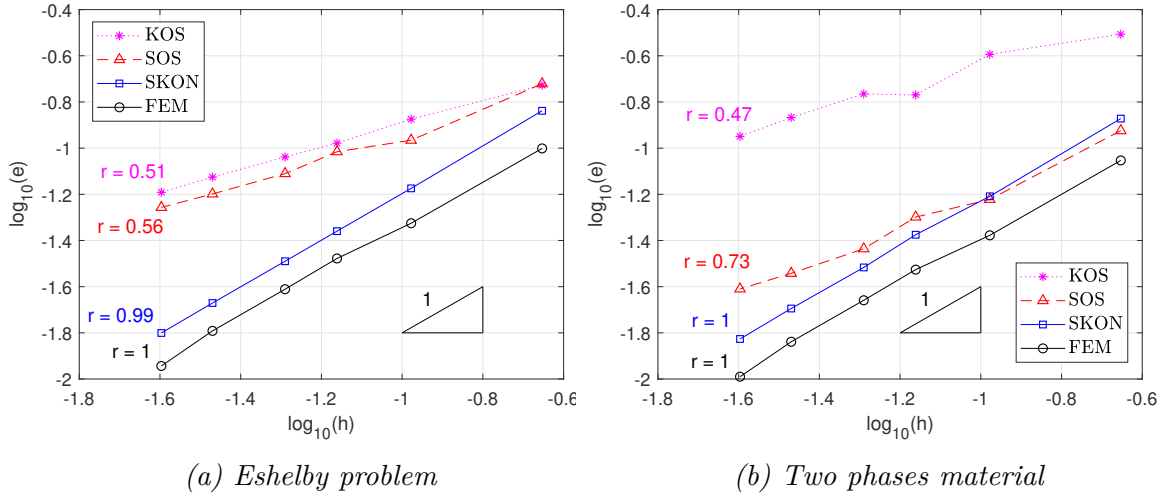 -0.4
-0.6
-0.8
-1
-1.2
-1.4
-1.6
-1.8
-2
log10(e)
KOS
SOS
SKON
FEM
r = 0.51
r = 0.56
r = 0.99
r = 1
1
-1.8 -1.6 -1.4 -1.2 -1 -0.8 -0.6
log10(h)
(a) Eshelby problem
-0.4
-0.6
-0.8
-1
-1.2
-1.4
-1.6
-1.8
-2
log10(e)
r = 0.47
r = 0.73
r = 1
r = 1
1
KOS
SOS
SKON
FEM
-1.8 -1.6 -1.4 -1.2 -1 -0.8 -0.6
log10(h)
(b) Two phases material